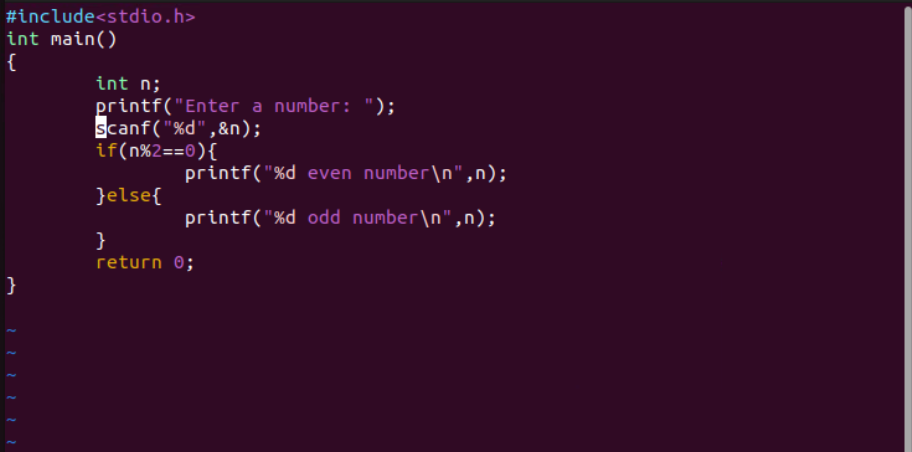 #include<stdio.h>
int main()
{
        int n;
        printf("Enter a number: ");
        scanf("%d",&n);
        if(n%2==0){
                printf("%d even number\n",n);
        }else{
                printf("%d odd number\n",n);
        }
        return 0;
}
~
~
~
~
~
~